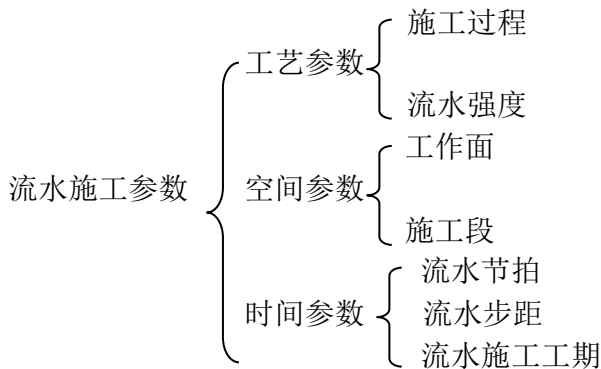 流水施工参数
工艺参数
施工过程
流水强度
空间参数
工作面
施工段
时间参数
流水节拍
流水步距
流水施工工期